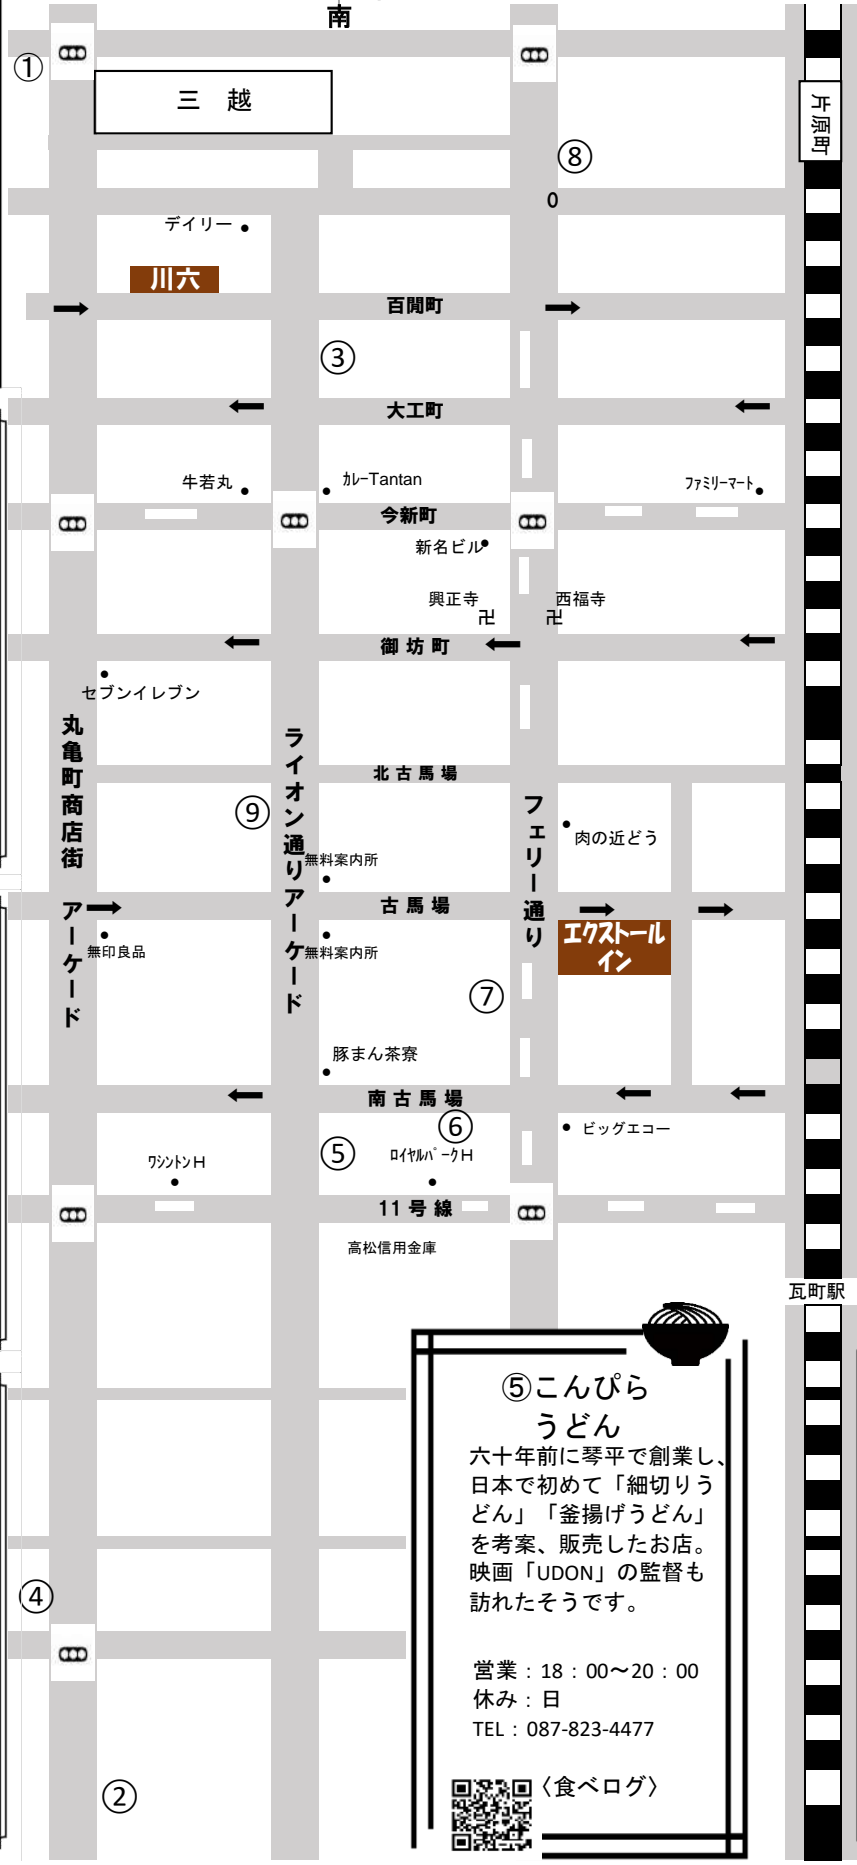 南
①
三 越
片原町
⑧
0
デイリー
川六
百間町
③
大工町
牛若丸
カレーTantan
ファミリーマート
今新町
新名ビル
興正寺
卍
西福寺
卍
御坊町
セブンイレブン
丸亀町商店街 アーケード
ライオン通りアーケード
フェリー通り
北古馬場
⑨
肉の近どう
無料案内所
古馬場
無印良品
無料案内所
エクストール
イン
⑦
豚まん茶寮
南古馬場
⑥
⑤
ビッグエコー
ワシントンH
ロイヤルパークH
11号線
高松信用金庫
瓦町駅
⑤こんぴら
うどん
六十年前に琴平で創業し、
日本で初めて「細切りう
どん」「釜揚げうどん」
を考案、販売したお店。
映画「UDON」の監督も
訪れたそうです。
営業：18：00～20：00
休み：日
TEL：087-823-4477
〈食べログ〉
④
②